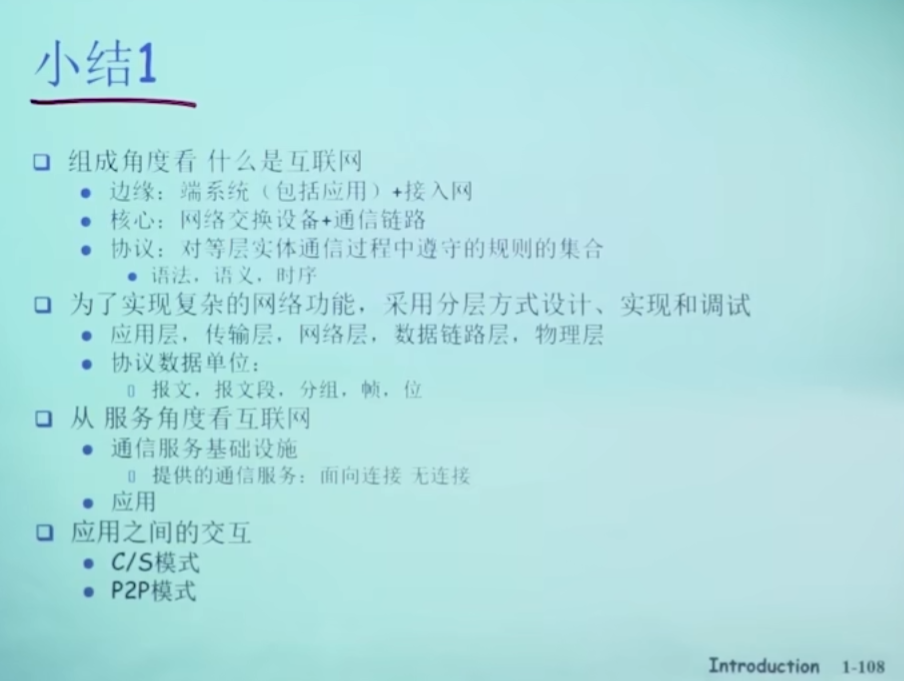 小结1
组成角度看 什么是互联网
边缘：端系统（包括应用）+接入网
核心：网络交换设备+通信链路
协议：对等层实体通信过程中遵守的规则的集合
语法，语义，时序
为了实现复杂的网络功能，采用分层方式设计、实现和调试
应用层，传输层，网络层，数据链路层，物理层
协议数据单位：
报文，报文段，分组，帧，位
从 服务角度看互联网
通信服务基础设施
提供的通信服务：面向连接 无连接
应用
应用之间的交互
C/S模式
P2P模式
Introduction 1-108